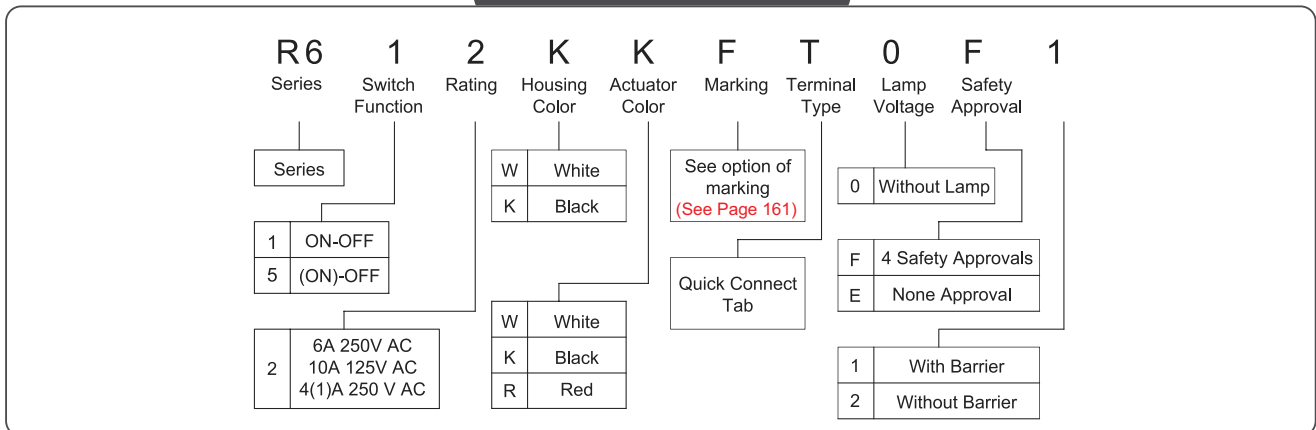 R6 1 2 K K F T 0 F 1
Series Switch Function Rating Housing Color Actuator Color Marking Terminal Type Lamp Voltage Safety Approval
Series
1 ON-OFF
5 (ON)-OFF
2 6A 250V AC
10A 125V AC
4(1)A 250 V AC
W White
K Black
W White
K Black
R Red
See option of
marking
(See Page 161)
Quick Connect
Tab
0 Without Lamp
F 4 Safety Approvals
E None Approval
1 With Barrier
2 Without Barrier